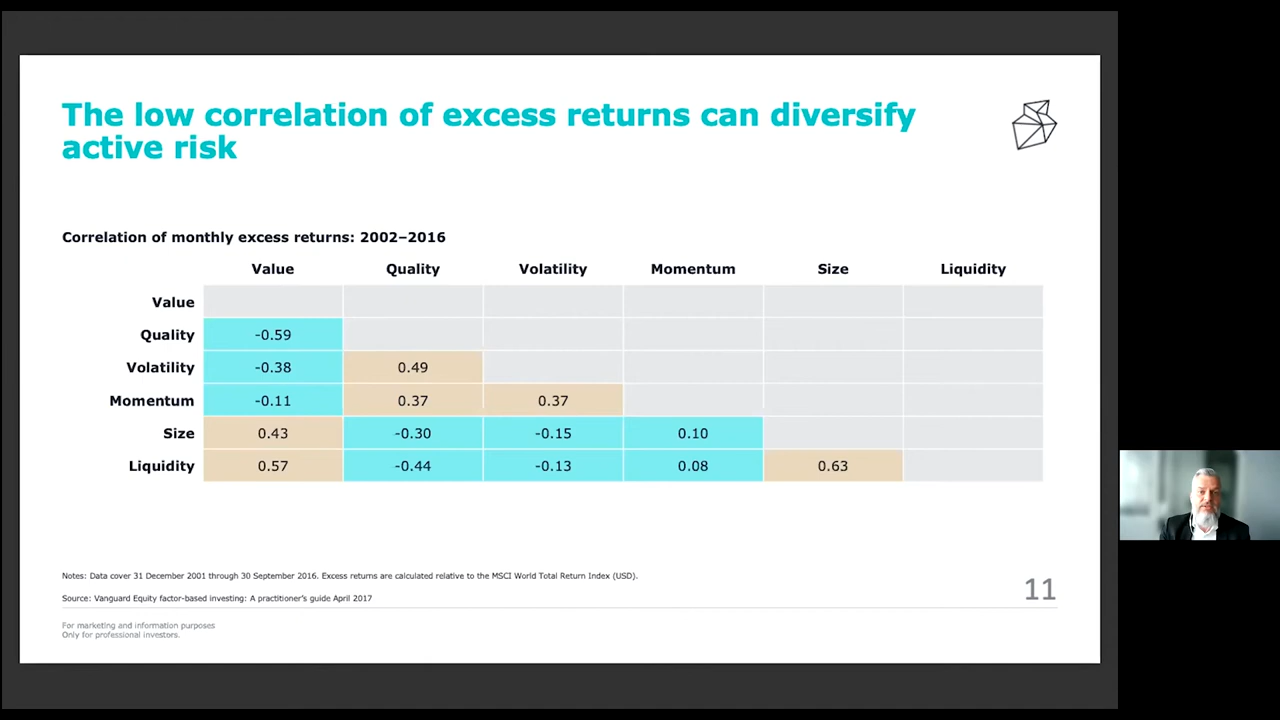 The low correlation of excess returns can diversify
active risk
Correlation of monthly excess returns: 2002–2016
Value Quality Volatility Momentum Size Liquidity
Value
Quality -0.59
Volatility -0.38 0.49
Momentum -0.11 0.37 0.37
Size 0.43 -0.30 -0.15 0.10
Liquidity 0.57 -0.44 -0.13 0.08 0.63
Notes: Data cover 31 December 2001 through 30 September 2016. Excess returns are calculated relative to the MSCI World Total Return Index (USD).
Source: Vanguard Equity factor-based investing: A practitioner's guide April 2017
11
For marketing and information purposes
Only for professional investors.